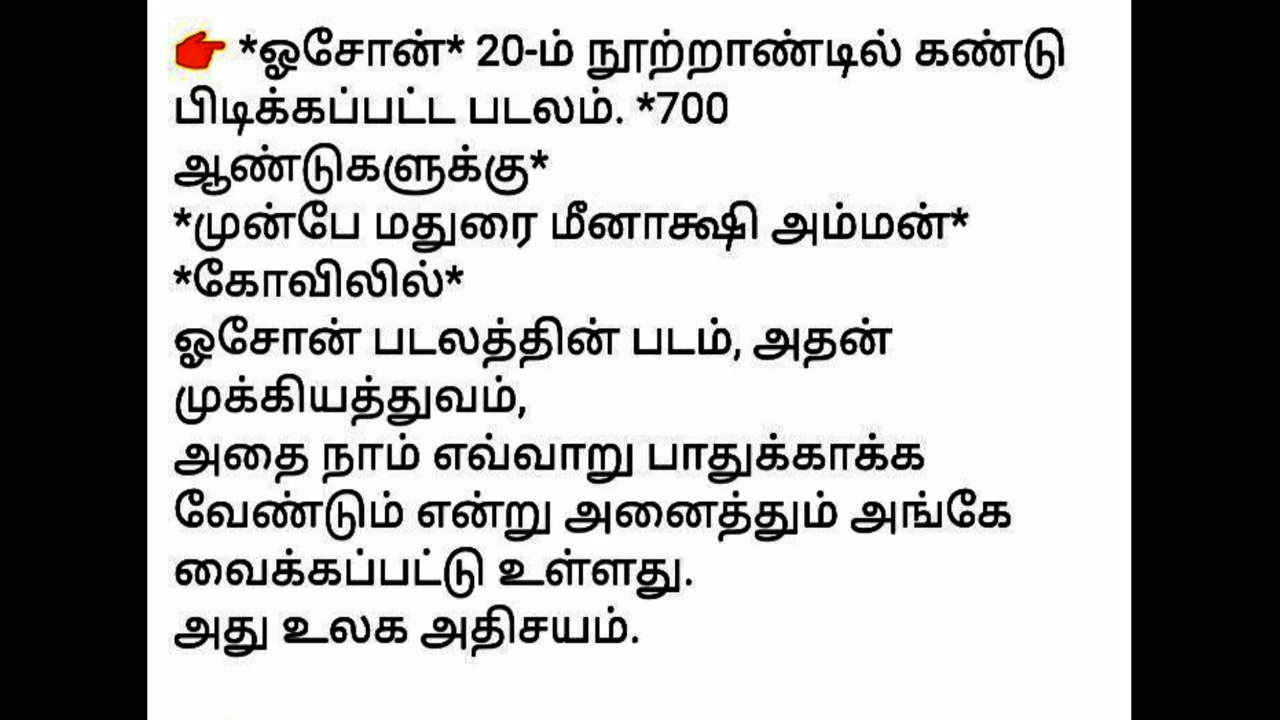 👉 *ஓசோன்* 20-ம் நூற்றாண்டில் கண்டு
பிடிக்கப்பட்ட படலம். *700
ஆண்டுகளுக்கு*
*முன்பே மதுரை மீனாக்ஷி அம்மன்*
*கோவிலில்*
ஓசோன் படலத்தின் படம், அதன்
முக்கியத்துவம்,
அதை நாம் எவ்வாறு பாதுக்காக்க
வேண்டும் என்று அனைத்தும் அங்கே
வைக்கப்பட்டு உள்ளது.
அது உலக அதிசயம்.